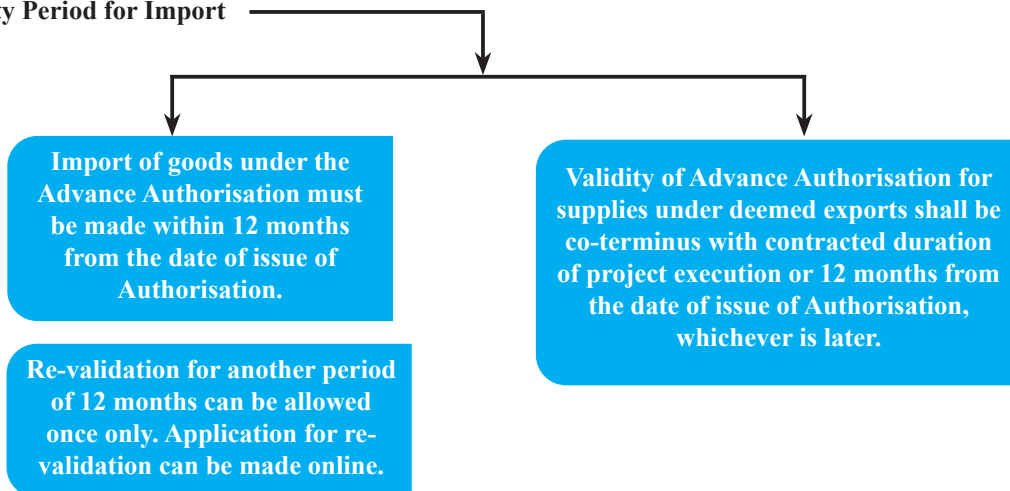 ty Period for Import
Import of goods under the
Advance Authorisation must
be made within 12 months
from the date of issue of
Authorisation.
Re-validation for another period
of 12 months can be allowed
once only. Application for re-
validation can be made online.
Validity of Advance Authorisation for
supplies under deemed exports shall be
co-terminus with contracted duration
of project execution or 12 months from
the date of issue of Authorisation,
whichever is later.